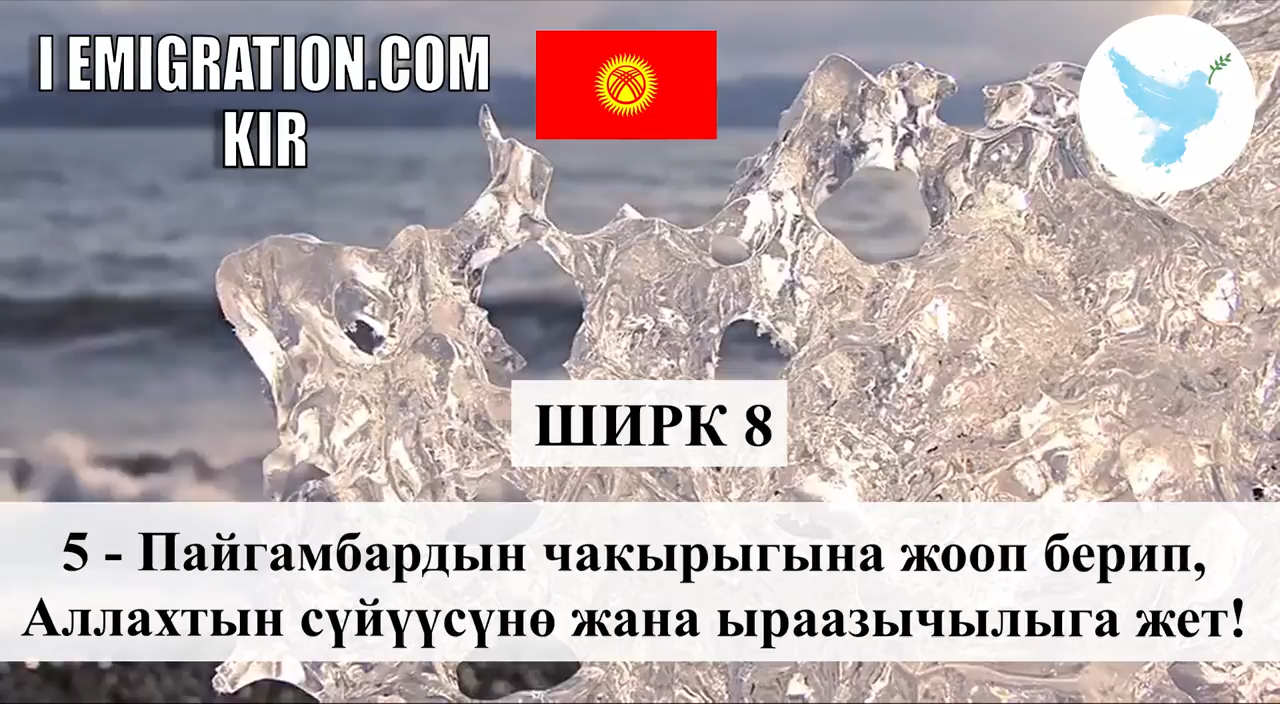 I EMIGRATION.COM
KIR
ШИРК 8
5 - Пайгамбардын чакырыгына жооп берип,
Аллахтын сүйүүсүнө жана ыраазычылыга жет!